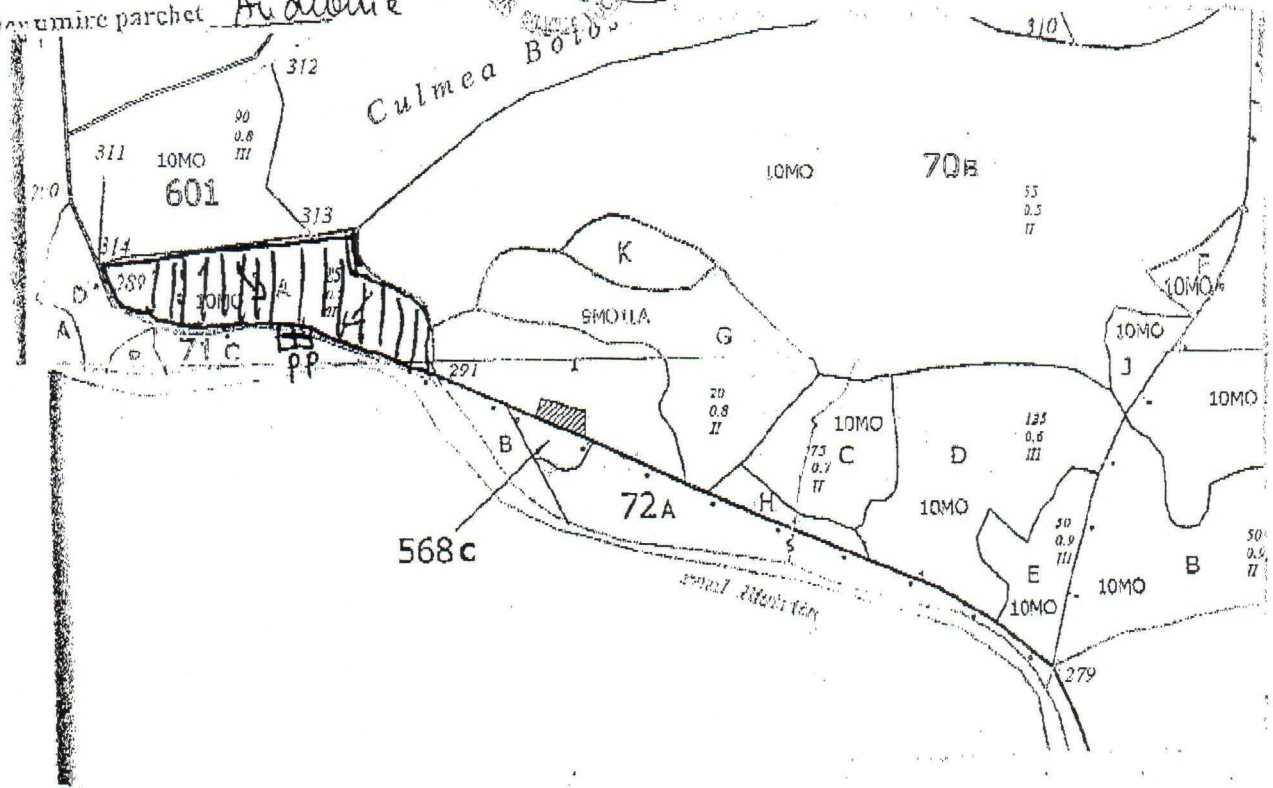 parchet
310
312
Culmea
90
0.8
III
311
10MO
601
10MO
70B
55
0.5
II
313
314
K
F
289
10MO
A
D
10MO
A
9MO1LA
G
10MO
J
B
71C
PP
291
I
10MO
20
0.8
II
10MO
C
75
0.7
II
D
135
0.6
III
B
72A
H
10MO
568C
50
0.9
III
E
10MO
10MO
B
50
0.9
II
279